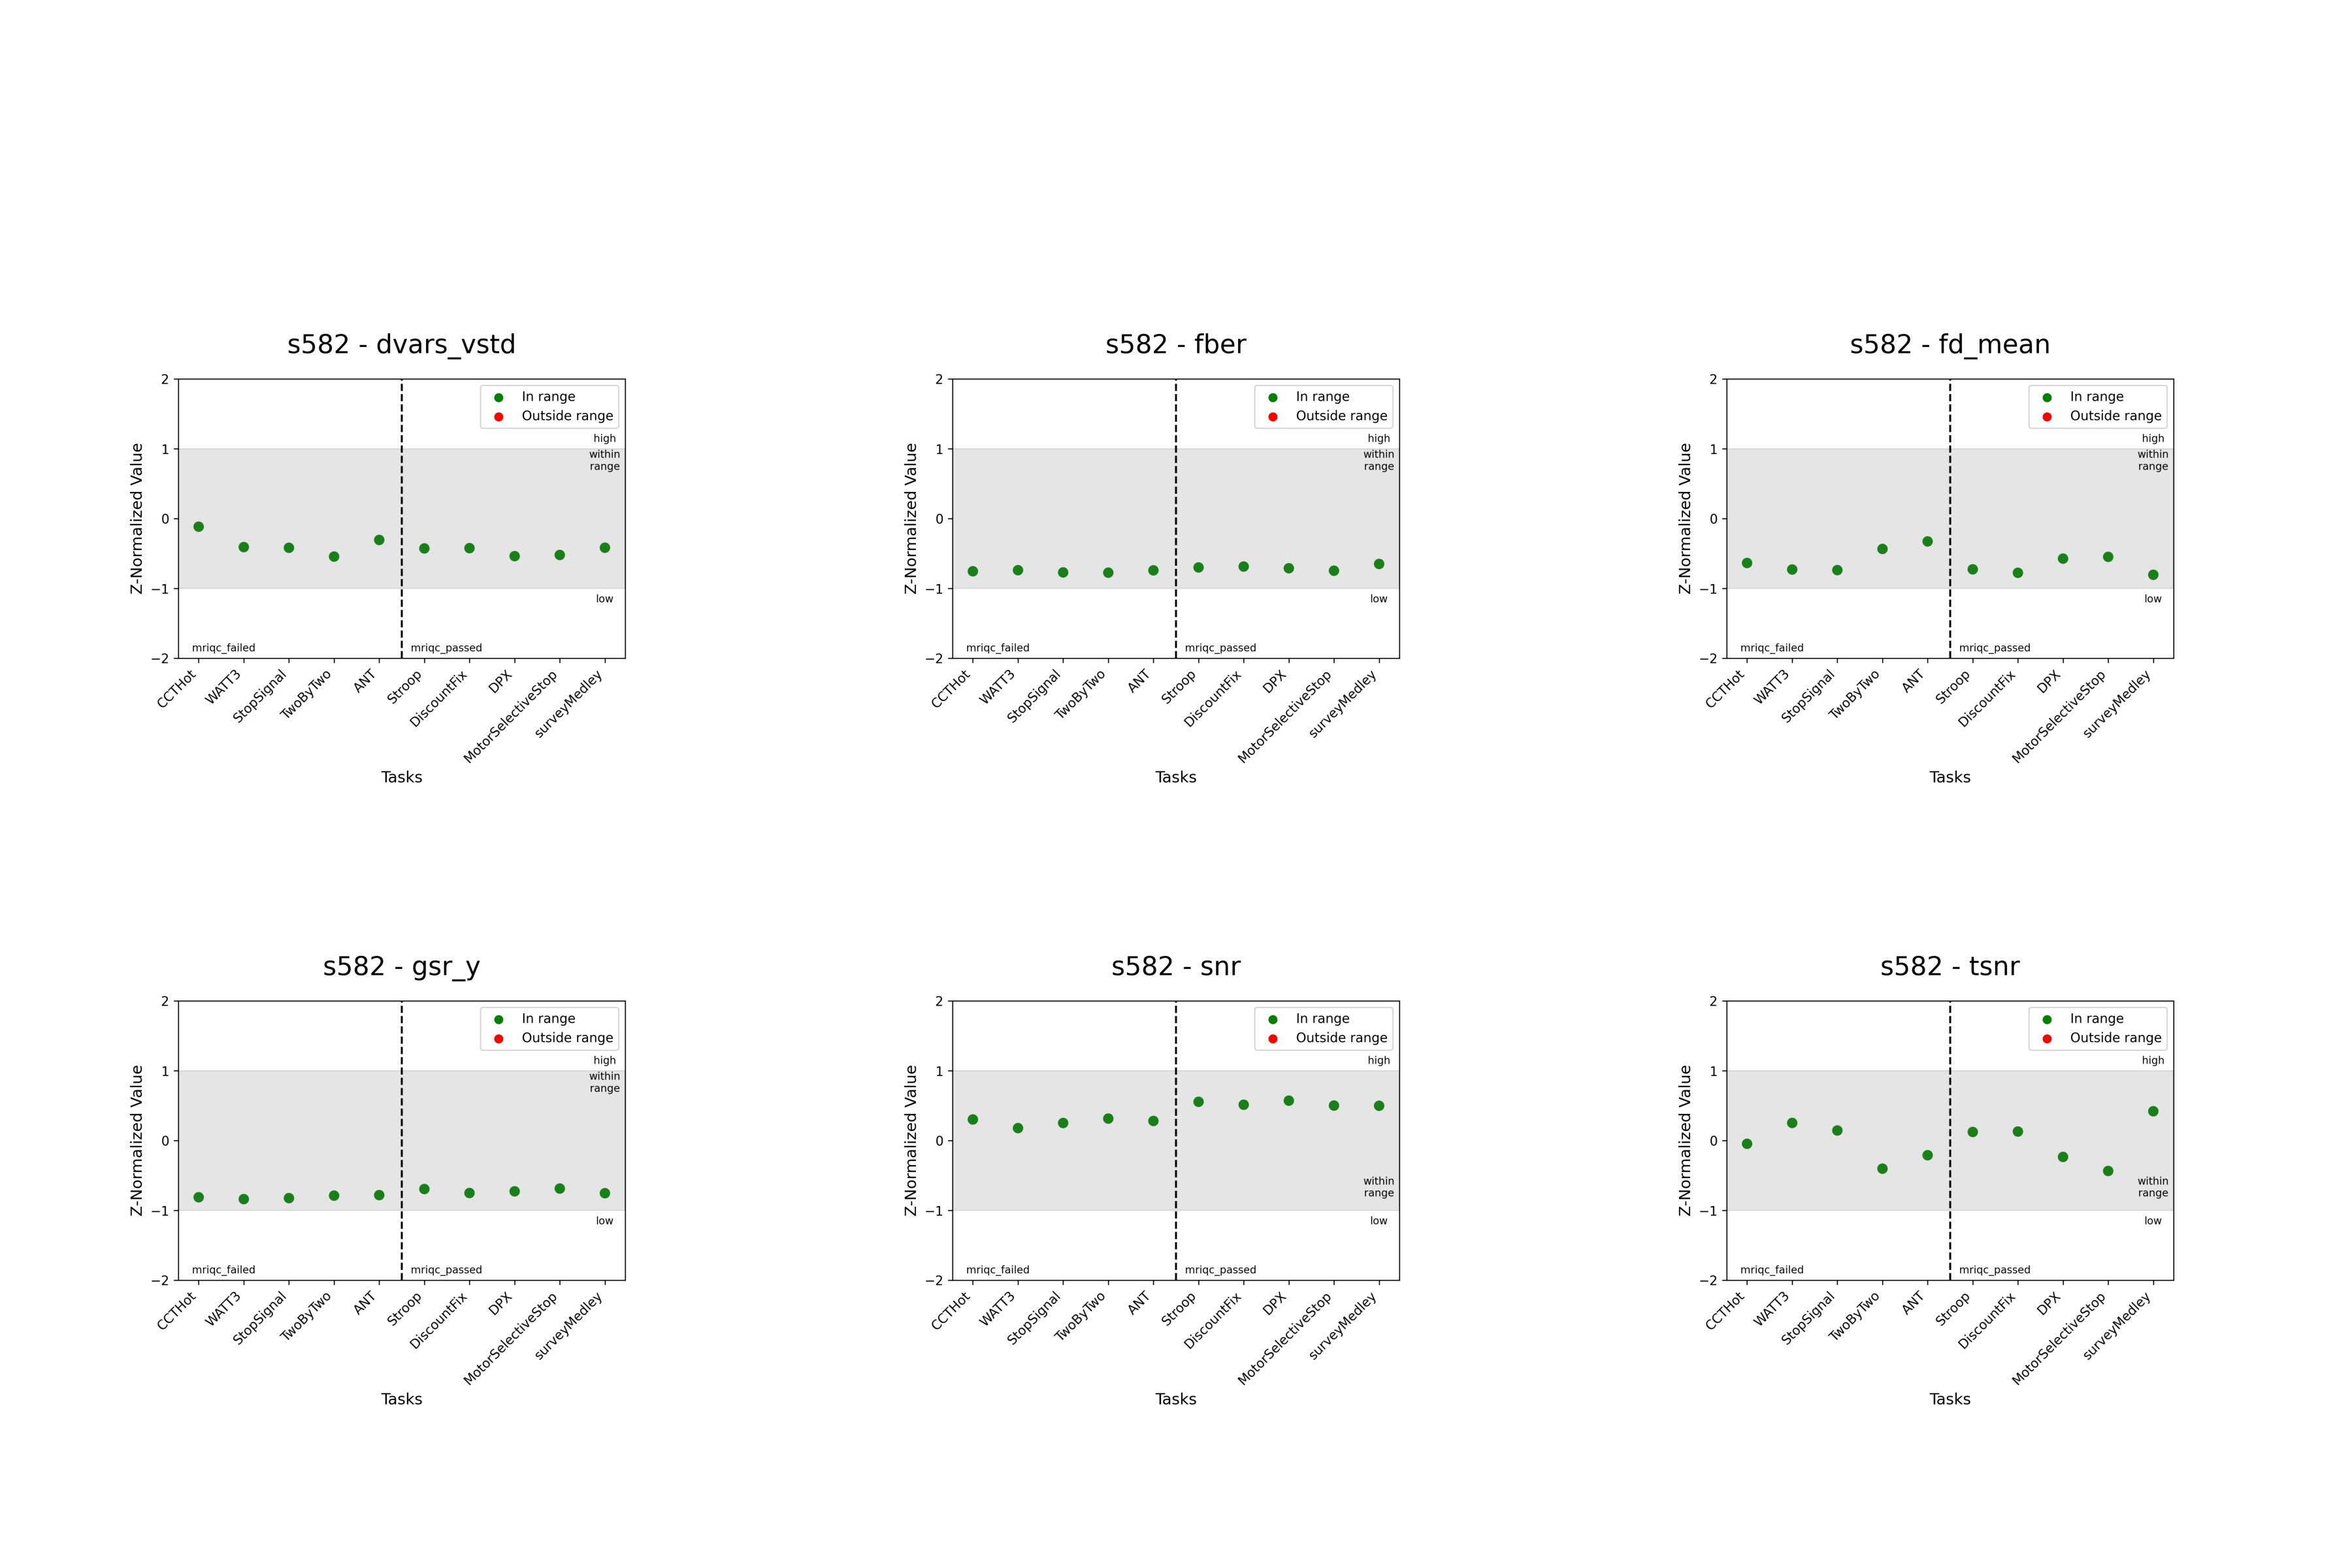 s582 - dvars_vstd
2
1
0
−1
−2
Z-Normalized Value
In range
Outside range
high
within
range
low
mriqc_failed
mriqc_passed
CCTHot
WATT3
StopSignal
TwoByTwo
ANT
Stroop
DiscountFix
DPX
MotorSelectiveStop
surveyMedley
Tasks
s582 - fber
2
1
0
−1
−2
Z-Normalized Value
In range
Outside range
high
within
range
low
mriqc_failed
mriqc_passed
CCTHot
WATT3
StopSignal
TwoByTwo
ANT
Stroop
DiscountFix
DPX
MotorSelectiveStop
surveyMedley
Tasks
s582 - fd_mean
2
1
0
−1
−2
Z-Normalized Value
In range
Outside range
high
within
range
low
mriqc_failed
mriqc_passed
CCTHot
WATT3
StopSignal
TwoByTwo
ANT
Stroop
DiscountFix
DPX
MotorSelectiveStop
surveyMedley
Tasks
s582 - gsr_y
2
1
0
−1
−2
Z-Normalized Value
In range
Outside range
high
within
range
low
mriqc_failed
mriqc_passed
CCTHot
WATT3
StopSignal
TwoByTwo
ANT
Stroop
DiscountFix
DPX
MotorSelectiveStop
surveyMedley
Tasks
s582 - snr
2
1
0
−1
−2
Z-Normalized Value
In range
Outside range
high
within
range
low
mriqc_failed
mriqc_passed
CCTHot
WATT3
StopSignal
TwoByTwo
ANT
Stroop
DiscountFix
DPX
MotorSelectiveStop
surveyMedley
Tasks
s582 - tsnr
2
1
0
−1
−2
Z-Normalized Value
In range
Outside range
high
within
range
low
mriqc_failed
mriqc_passed
CCTHot
WATT3
StopSignal
TwoByTwo
ANT
Stroop
DiscountFix
DPX
MotorSelectiveStop
surveyMedley
Tasks